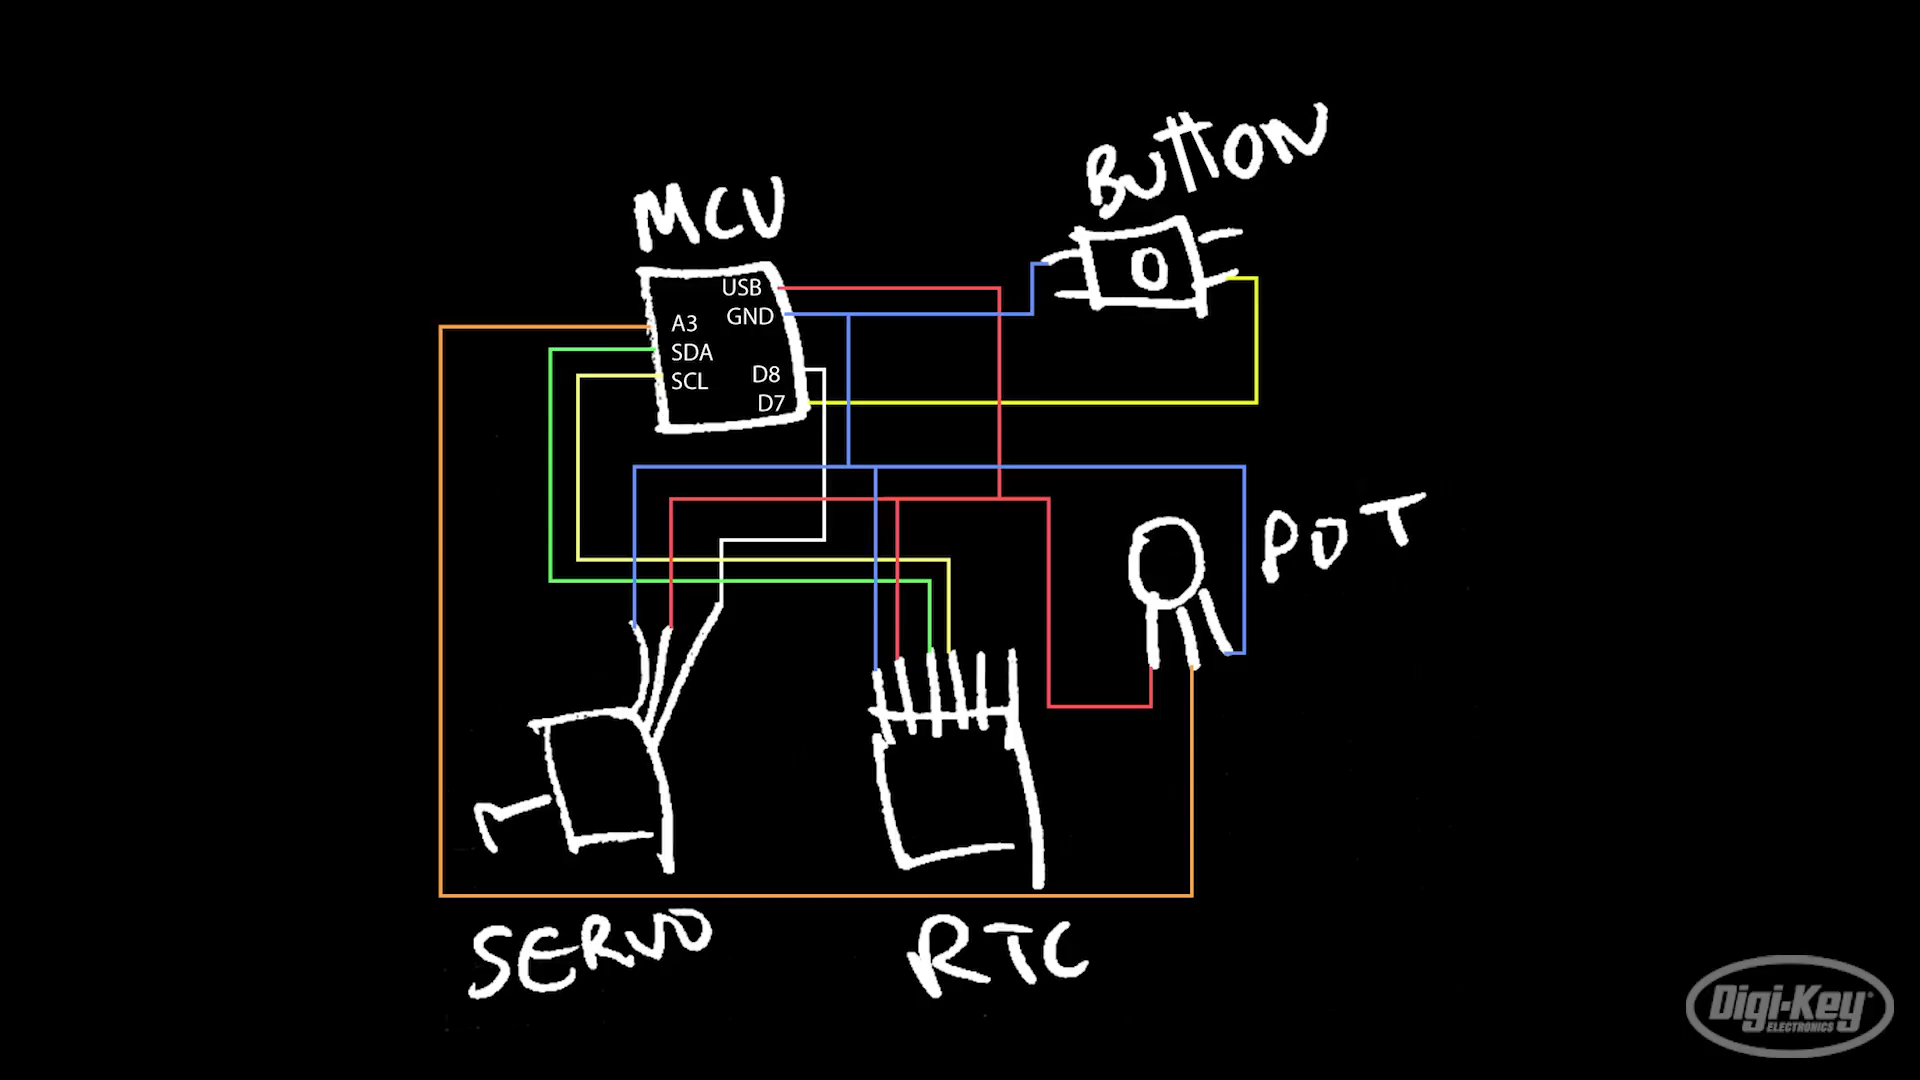 BUTTON
MCU
USB
GND
A3
SDA
SCL
D8
D7
POT
SERVO
RTC
Digi-Key
ELECTRONICS